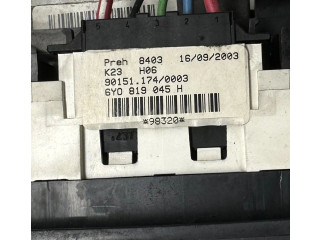 Preh 8403 16/09/2003
K23 H06
90151.174/0003
6Y0 819 045 H
*98320*